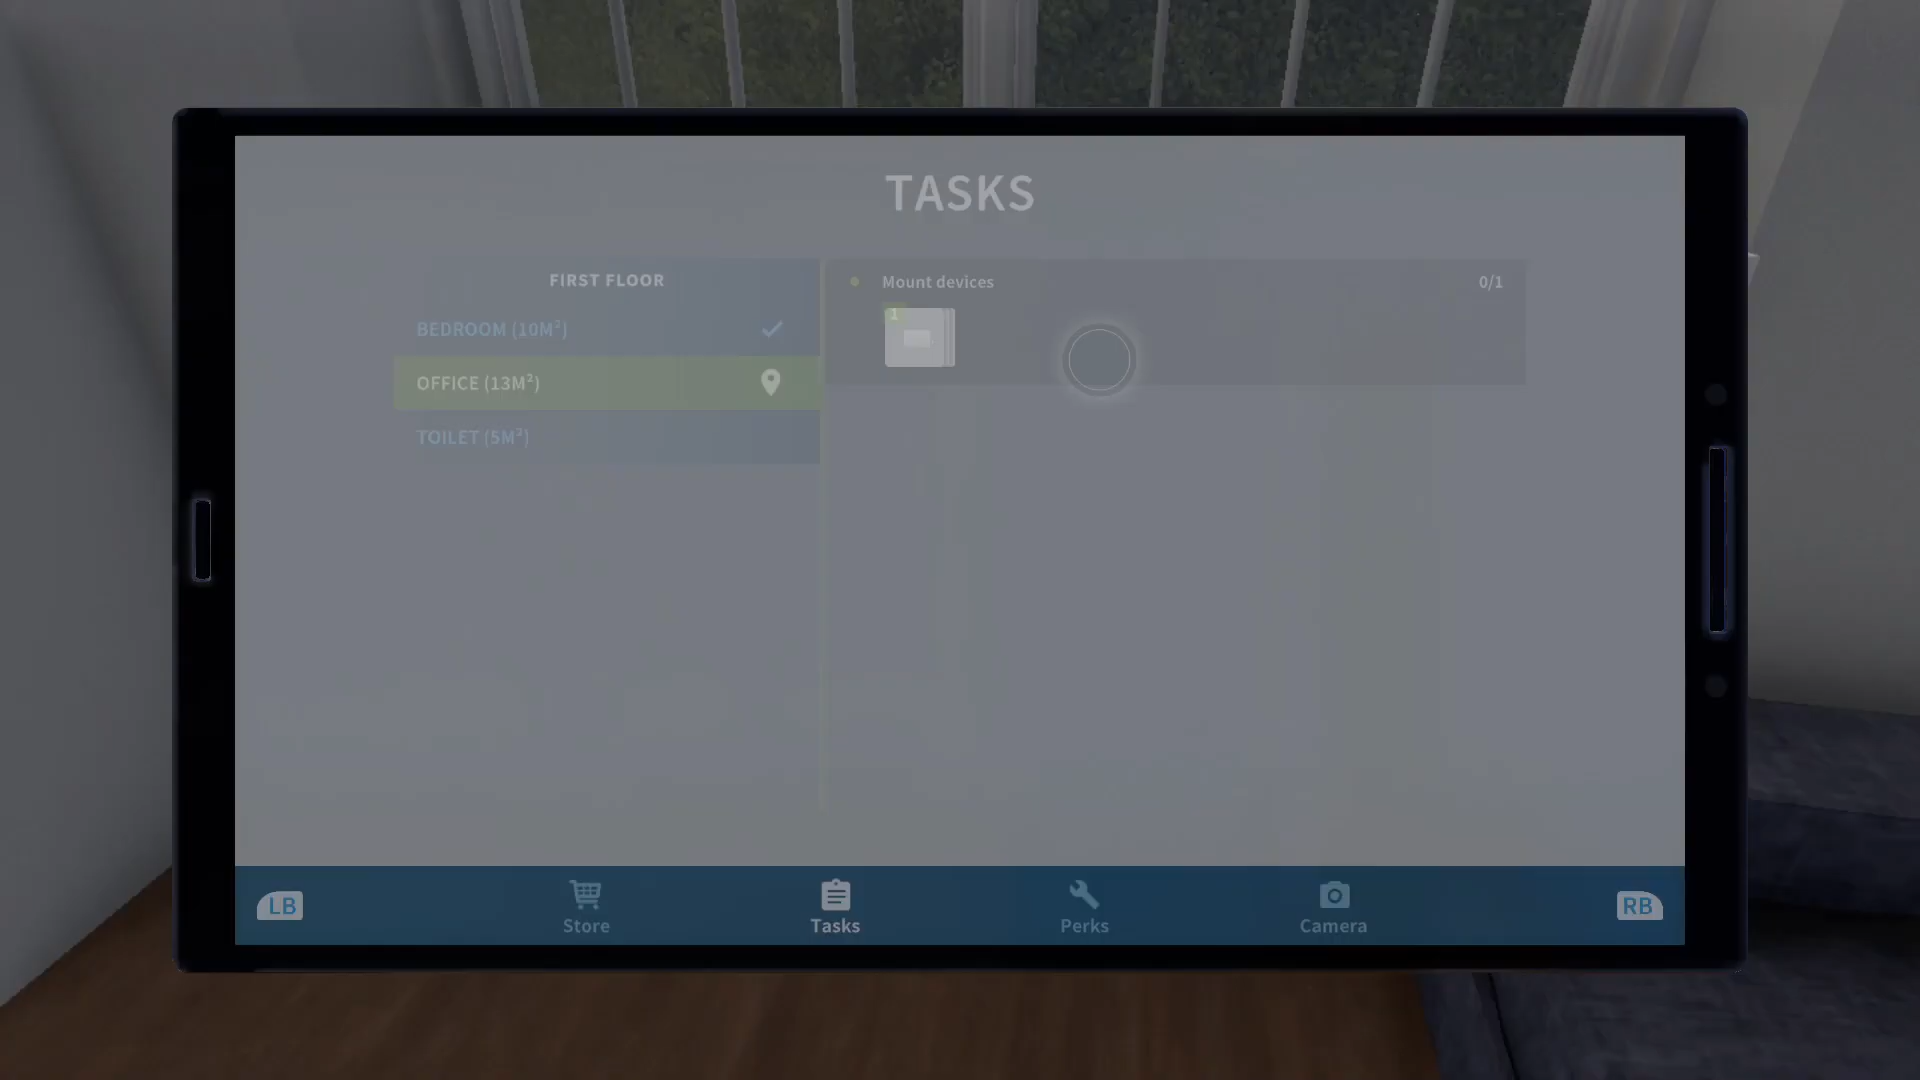 TASKS
FIRST FLOOR
BEDROOM (10M²)
OFFICE (13M²)
TOILET (5M²)
Mount devices 0/1
1
LB
Store
Tasks
Perks
Camera
RB